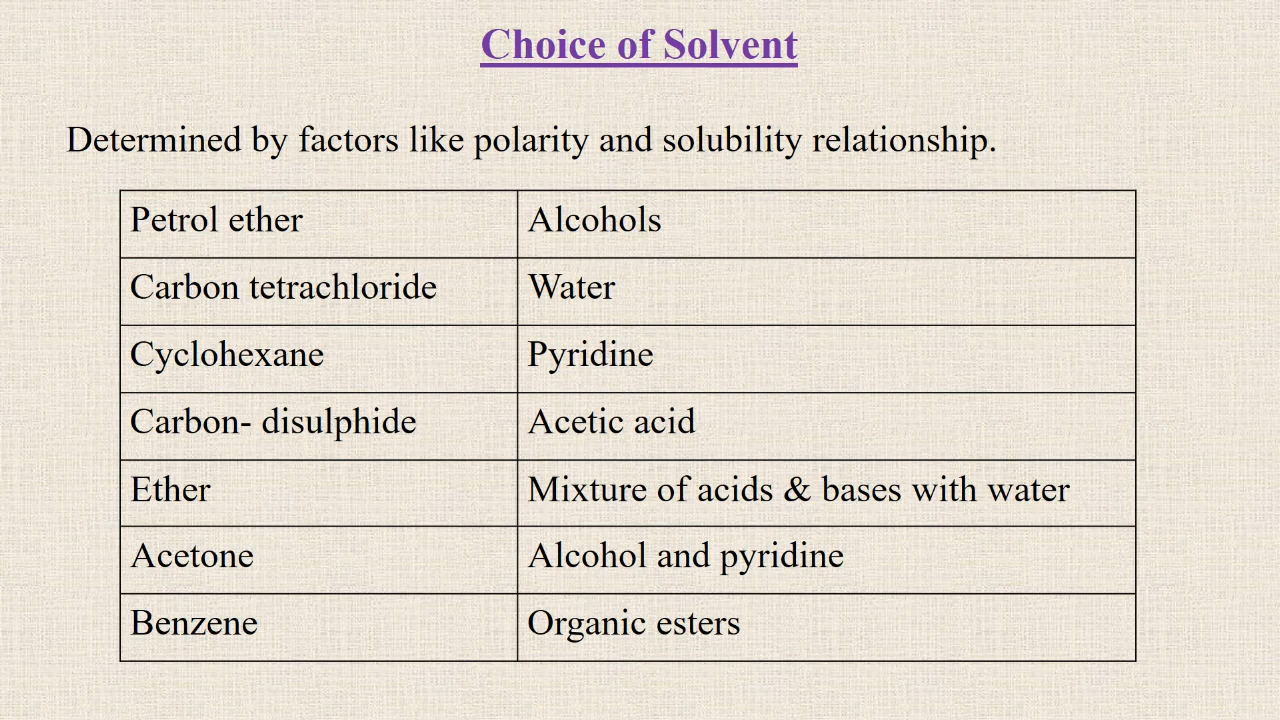 Choice of Solvent
Determined by factors like polarity and solubility relationship.
Petrol ether Alcohols
Carbon tetrachloride Water
Cyclohexane Pyridine
Carbon- disulphide Acetic acid
Ether Mixture of acids & bases with water
Acetone Alcohol and pyridine
Benzene Organic esters